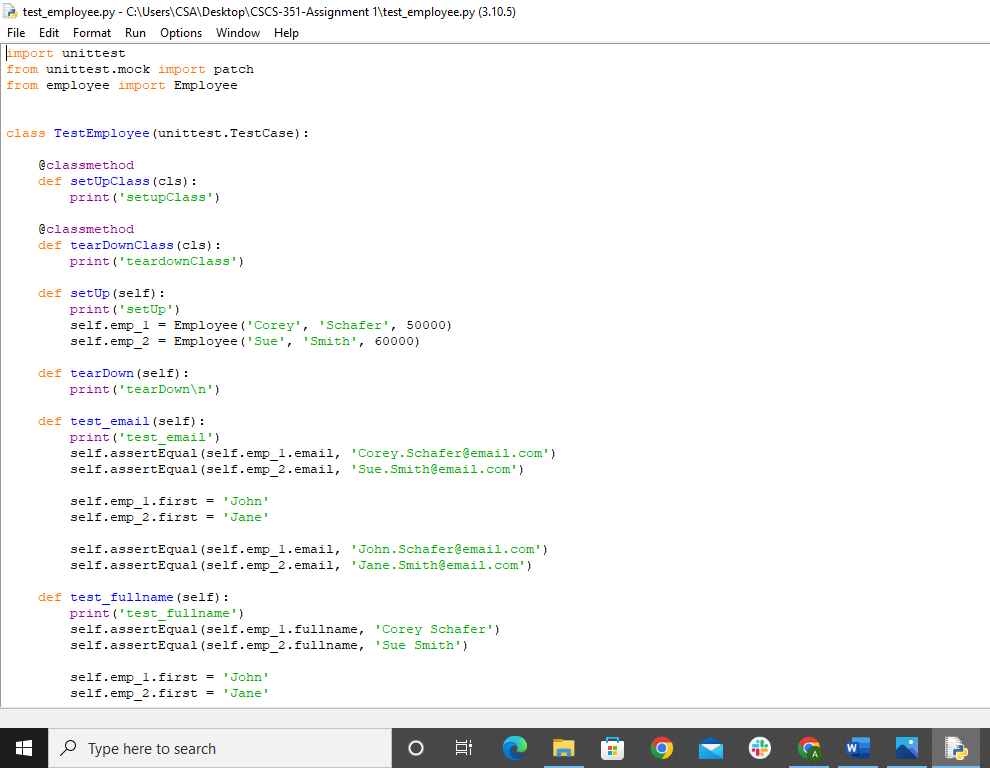 test_employee.py - C:\Users\CSA\Desktop\CSCS-351-Assignment 1\test_employee.py (3.10.5)
File Edit Format Run Options Window Help
import unittest
from unittest.mock import patch
from employee import Employee
class TestEmployee(unittest.TestCase):
    @classmethod
    def setUpClass(cls):
        print('setupClass')
    @classmethod
    def tearDownClass(cls):
        print('teardownClass')
    def setUp(self):
        print('setUp')
        self.emp_1 = Employee('Corey', 'Schafer', 50000)
        self.emp_2 = Employee('Sue', 'Smith', 60000)
    def tearDown(self):
        print('tearDown\n')
    def test_email(self):
        print('test_email')
        self.assertEqual(self.emp_1.email, 'Corey.Schafer@email.com')
        self.assertEqual(self.emp_2.email, 'Sue.Smith@email.com')
        self.emp_1.first = 'John'
        self.emp_2.first = 'Jane'
        self.assertEqual(self.emp_1.email, 'John.Schafer@email.com')
        self.assertEqual(self.emp_2.email, 'Jane.Smith@email.com')
    def test_fullname(self):
        print('test_fullname')
        self.assertEqual(self.emp_1.fullname, 'Corey Schafer')
        self.assertEqual(self.emp_2.fullname, 'Sue Smith')
        self.emp_1.first = 'John'
        self.emp_2.first = 'Jane'
Type here to search
A
W